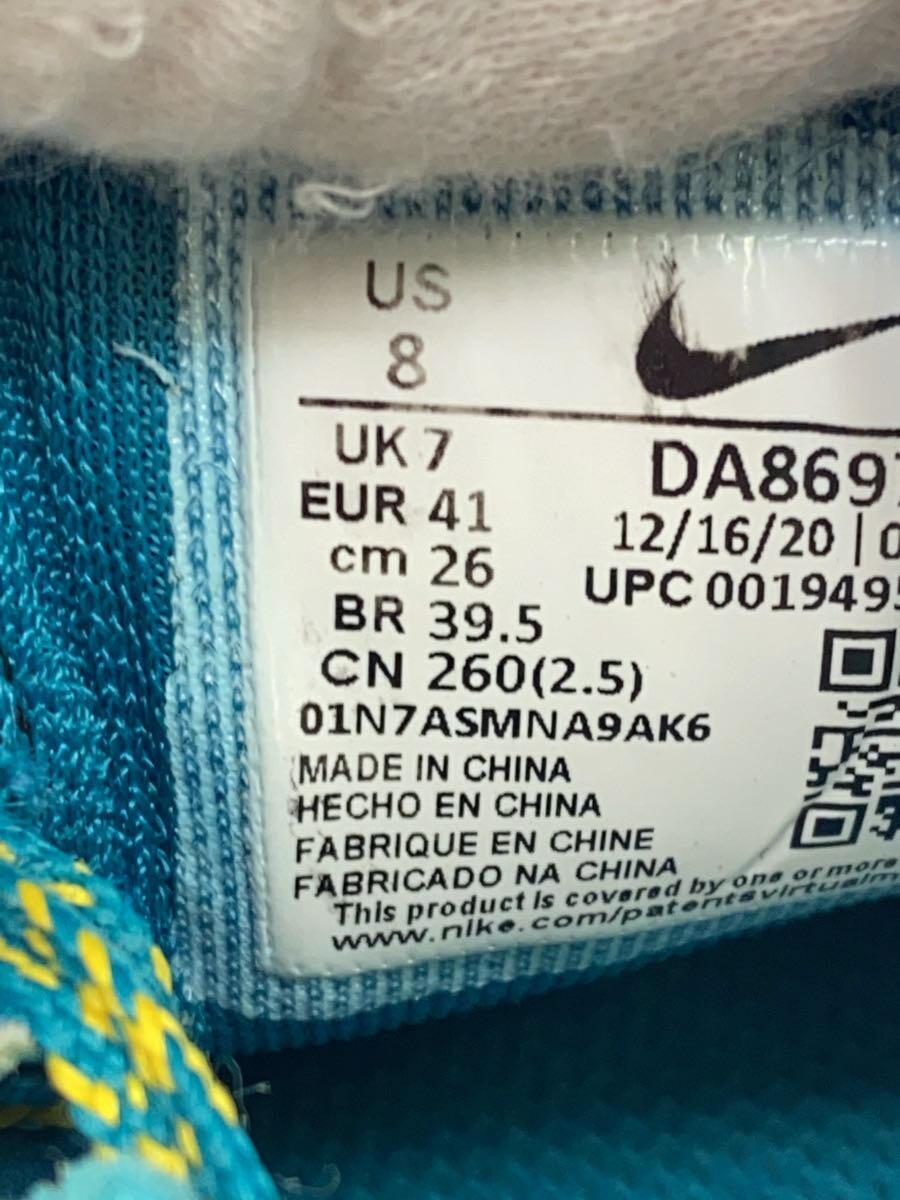 US
8
UK 7
EUR 41
cm 26
BR 39.5
CN 260(2.5)
01N7ASMNA9AK6
DA8697
12/16/20 | 0
UPC 0019495
MADE IN CHINA
HECHO EN CHINA
FABRIQUE EN CHINE
FABRICADO NA CHINA
This product is covered by one or more
www.nike.com/patentsvirtualm